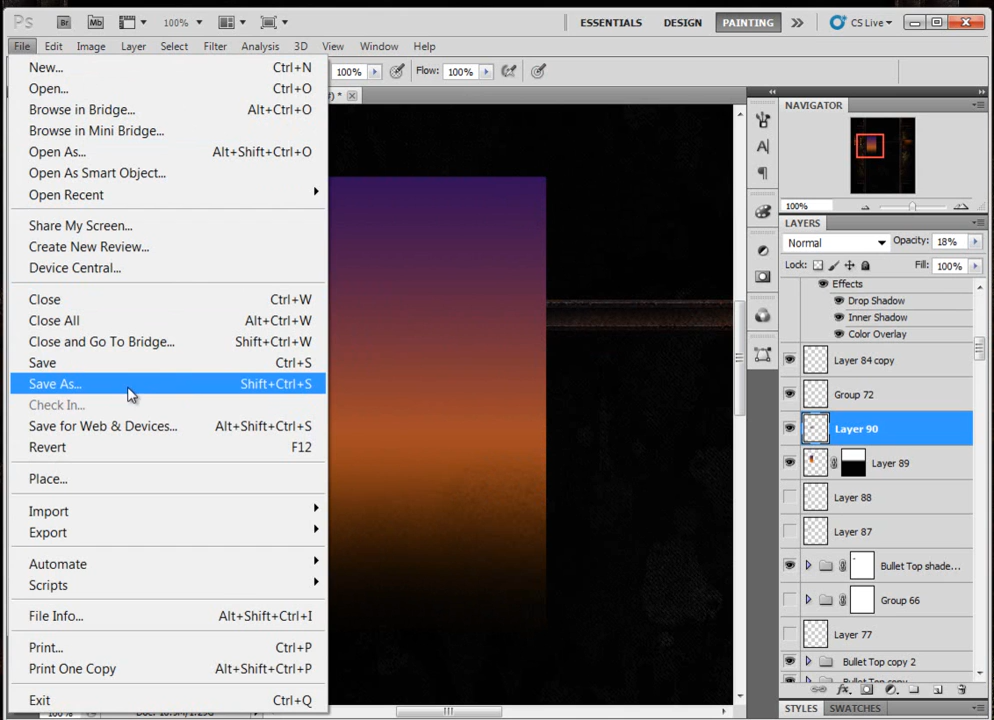 Ps Br Mb 100% ESSENTIALS DESIGN PAINTING CS Live
File Edit Image Layer Select Filter Analysis 3D View Window Help
100% Flow: 100%
New... Ctrl+N
Open... Ctrl+O
Browse in Bridge... Alt+Ctrl+O
Browse in Mini Bridge...
Open As... Alt+Shift+Ctrl+O
Open As Smart Object...
Open Recent
Share My Screen...
Create New Review...
Device Central...
Close Ctrl+W
Close All Alt+Ctrl+W
Close and Go To Bridge... Shift+Ctrl+W
Save Ctrl+S
Save As... Shift+Ctrl+S
Check In...
Save for Web & Devices... Alt+Shift+Ctrl+S
Revert F12
Place...
Import
Export
Automate
Scripts
File Info... Alt+Shift+Ctrl+I
Print... Ctrl+P
Print One Copy Alt+Shift+Ctrl+P
Exit Ctrl+Q
NAVIGATOR
100%
LAYERS
Normal Opacity: 18%
Lock: Fill: 100%
Effects
Drop Shadow
Inner Shadow
Color Overlay
Layer 84 copy
Group 72
Layer 90
Layer 89
Layer 88
Layer 87
Bullet Top shade...
Group 66
Layer 77
Bullet Top copy 2
STYLES SWATCHES